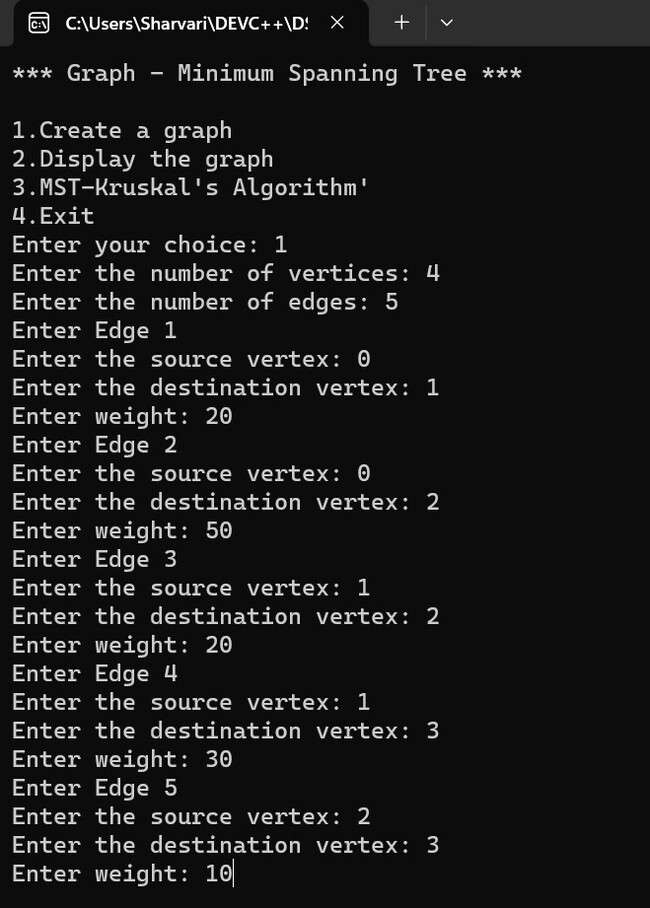 C:\Users\Sharvari\DEVC++\D
*** Graph - Minimum Spanning Tree ***
1.Create a graph
2.Display the graph
3.MST-Kruskal's Algorithm'
4.Exit
Enter your choice: 1
Enter the number of vertices: 4
Enter the number of edges: 5
Enter Edge 1
Enter the source vertex: 0
Enter the destination vertex: 1
Enter weight: 20
Enter Edge 2
Enter the source vertex: 0
Enter the destination vertex: 2
Enter weight: 50
Enter Edge 3
Enter the source vertex: 1
Enter the destination vertex: 2
Enter weight: 20
Enter Edge 4
Enter the source vertex: 1
Enter the destination vertex: 3
Enter weight: 30
Enter Edge 5
Enter the source vertex: 2
Enter the destination vertex: 3
Enter weight: 10